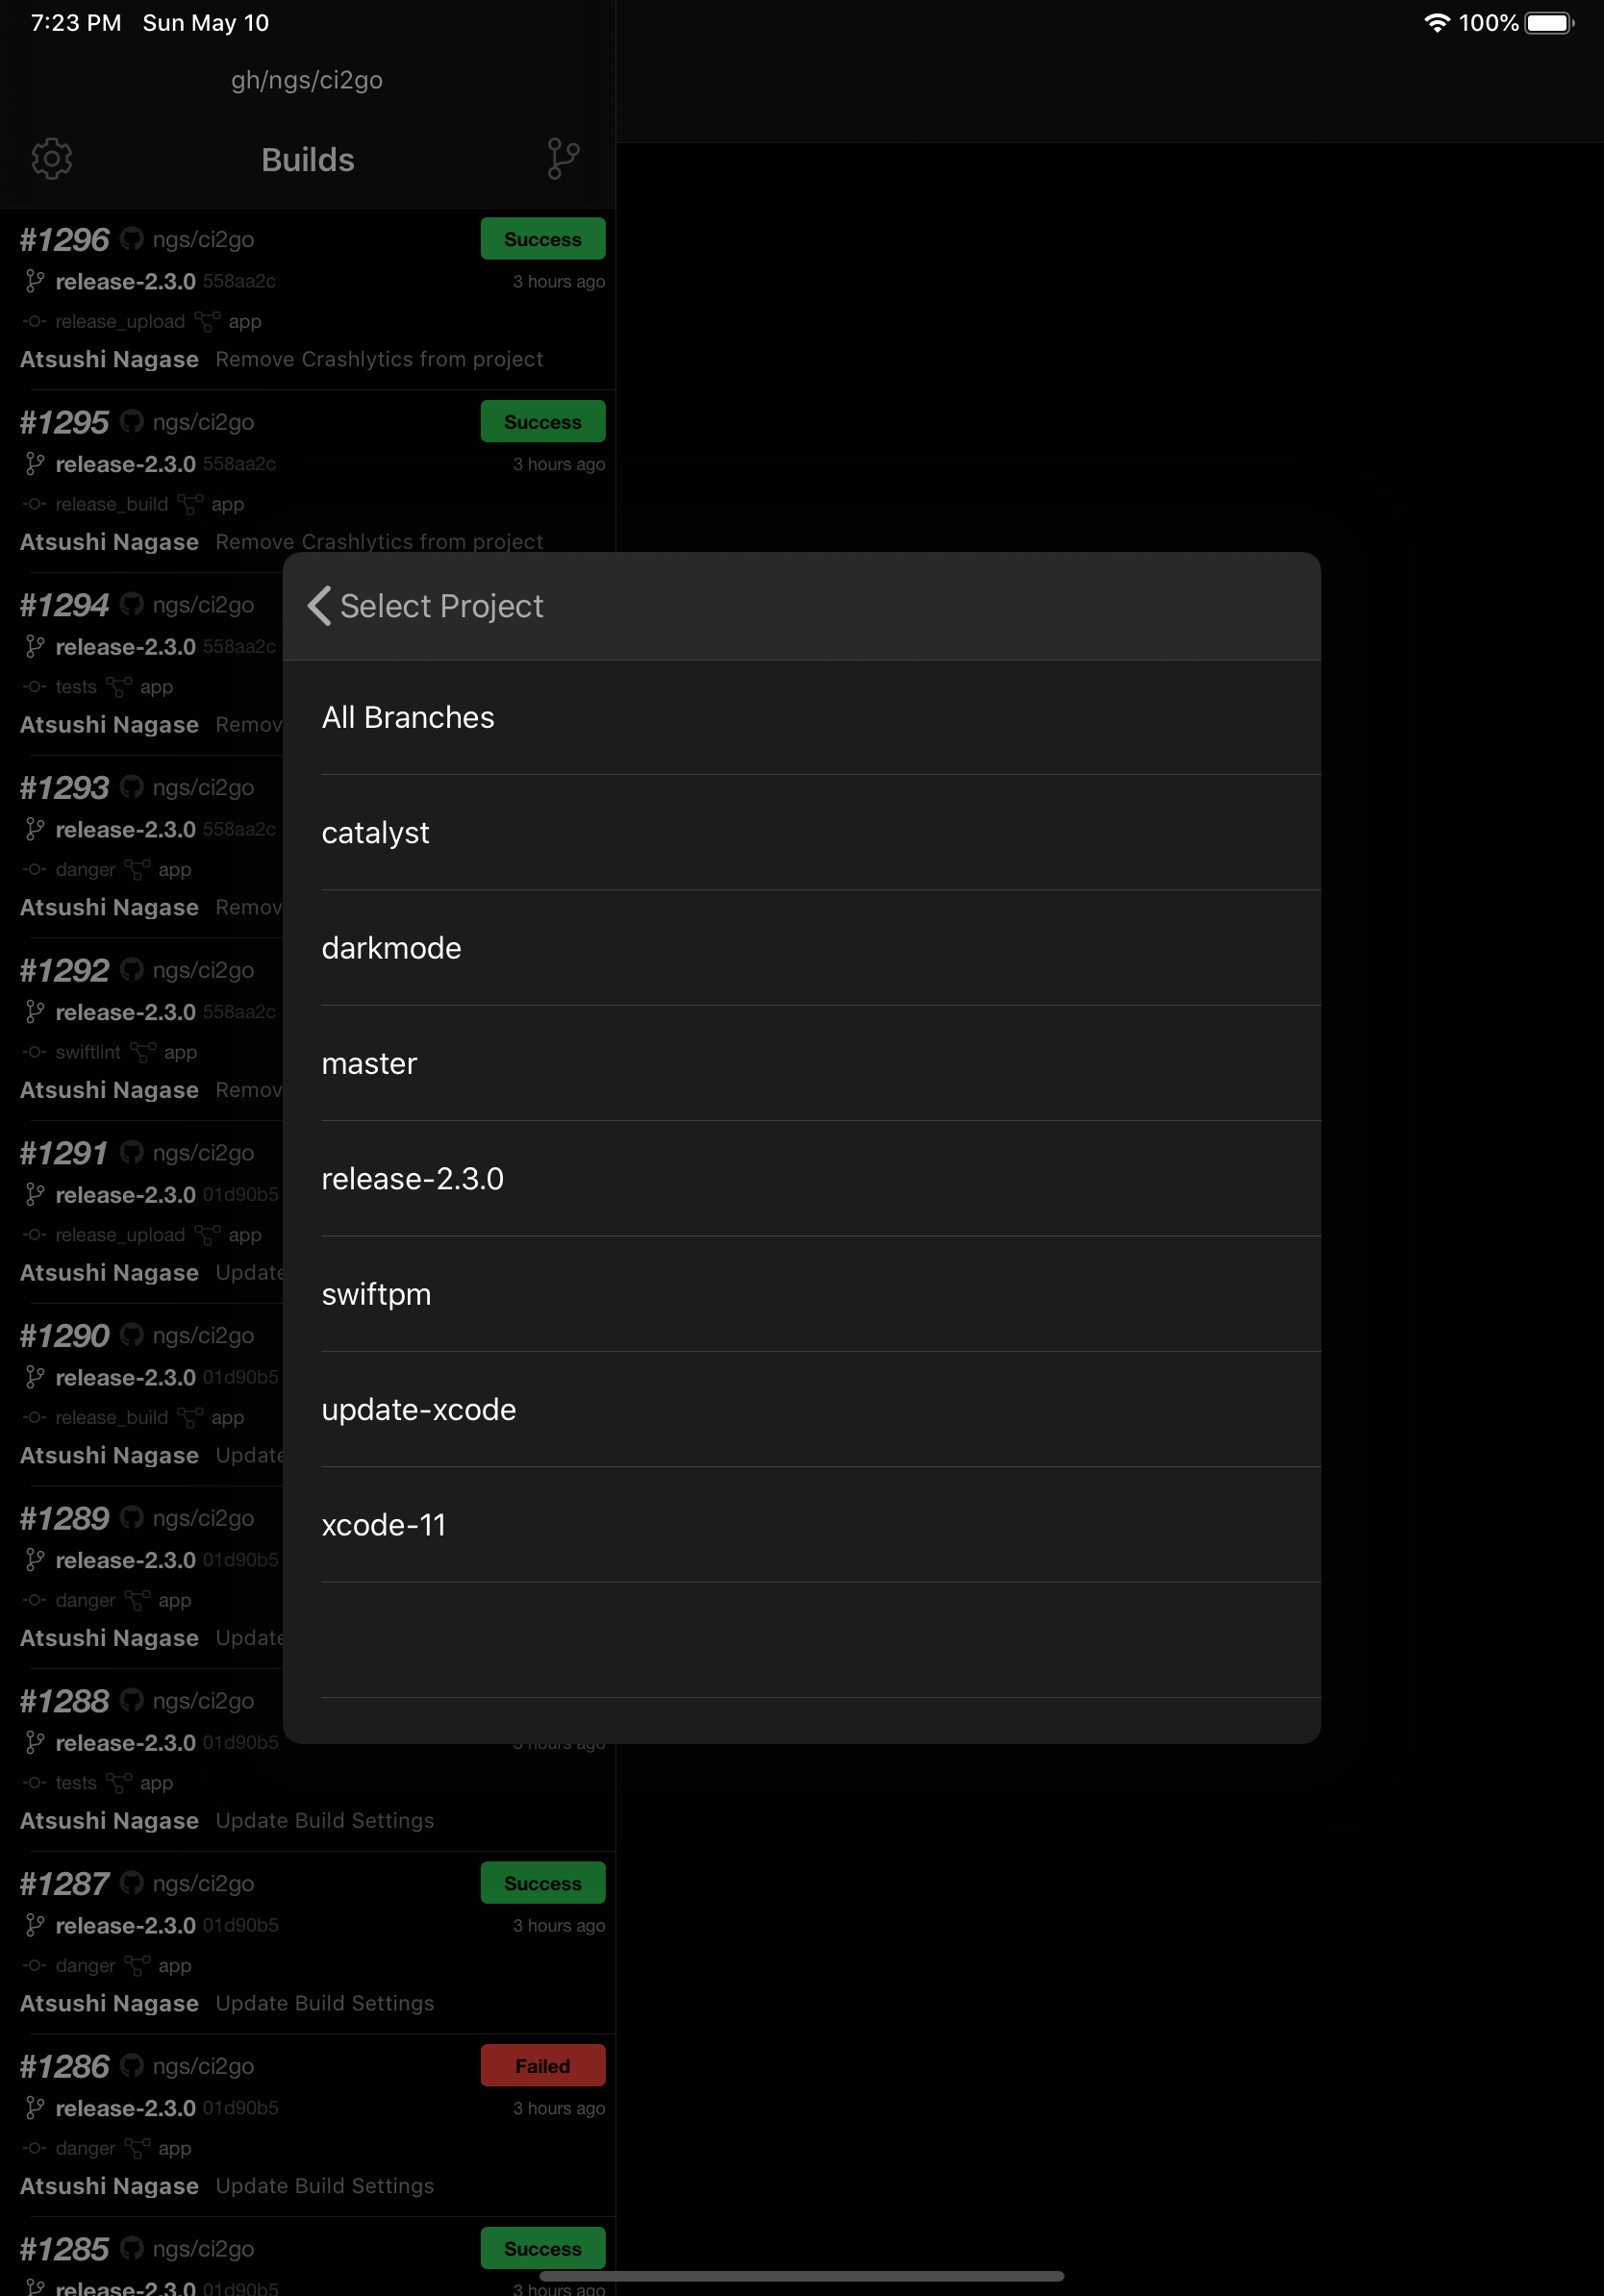 7:23 PM Sun May 10 100%
gh/ngs/ci2go
Builds
#1296 ngs/ci2go Success
release-2.3.0 558aa2c 3 hours ago
release_upload app
Atsushi Nagase Remove Crashlytics from project
#1295 ngs/ci2go Success
release-2.3.0 558aa2c 3 hours ago
release_build app
Atsushi Nagase Remove Crashlytics from project
#1294 ngs/ci2go
release-2.3.0 558aa2c
tests app
Atsushi Nagase Remov
#1293 ngs/ci2go
release-2.3.0 558aa2c
danger app
Atsushi Nagase Remov
#1292 ngs/ci2go
release-2.3.0 558aa2c
swiftlint app
Atsushi Nagase Remov
#1291 ngs/ci2go
release-2.3.0 01d90b5
release_upload app
Atsushi Nagase Update
#1290 ngs/ci2go
release-2.3.0 01d90b5
release_build app
Atsushi Nagase Update
#1289 ngs/ci2go
release-2.3.0 01d90b5
danger app
Atsushi Nagase Update
#1288 ngs/ci2go
release-2.3.0 01d90b5 3 hours ago
tests app
Atsushi Nagase Update Build Settings
#1287 ngs/ci2go Success
release-2.3.0 01d90b5 3 hours ago
danger app
Atsushi Nagase Update Build Settings
#1286 ngs/ci2go Failed
release-2.3.0 01d90b5 3 hours ago
danger app
Atsushi Nagase Update Build Settings
#1285 ngs/ci2go Success
release-2.3.0 01d90b5 3 hours ago
Select Project
All Branches
catalyst
darkmode
master
release-2.3.0
swiftpm
update-xcode
xcode-11